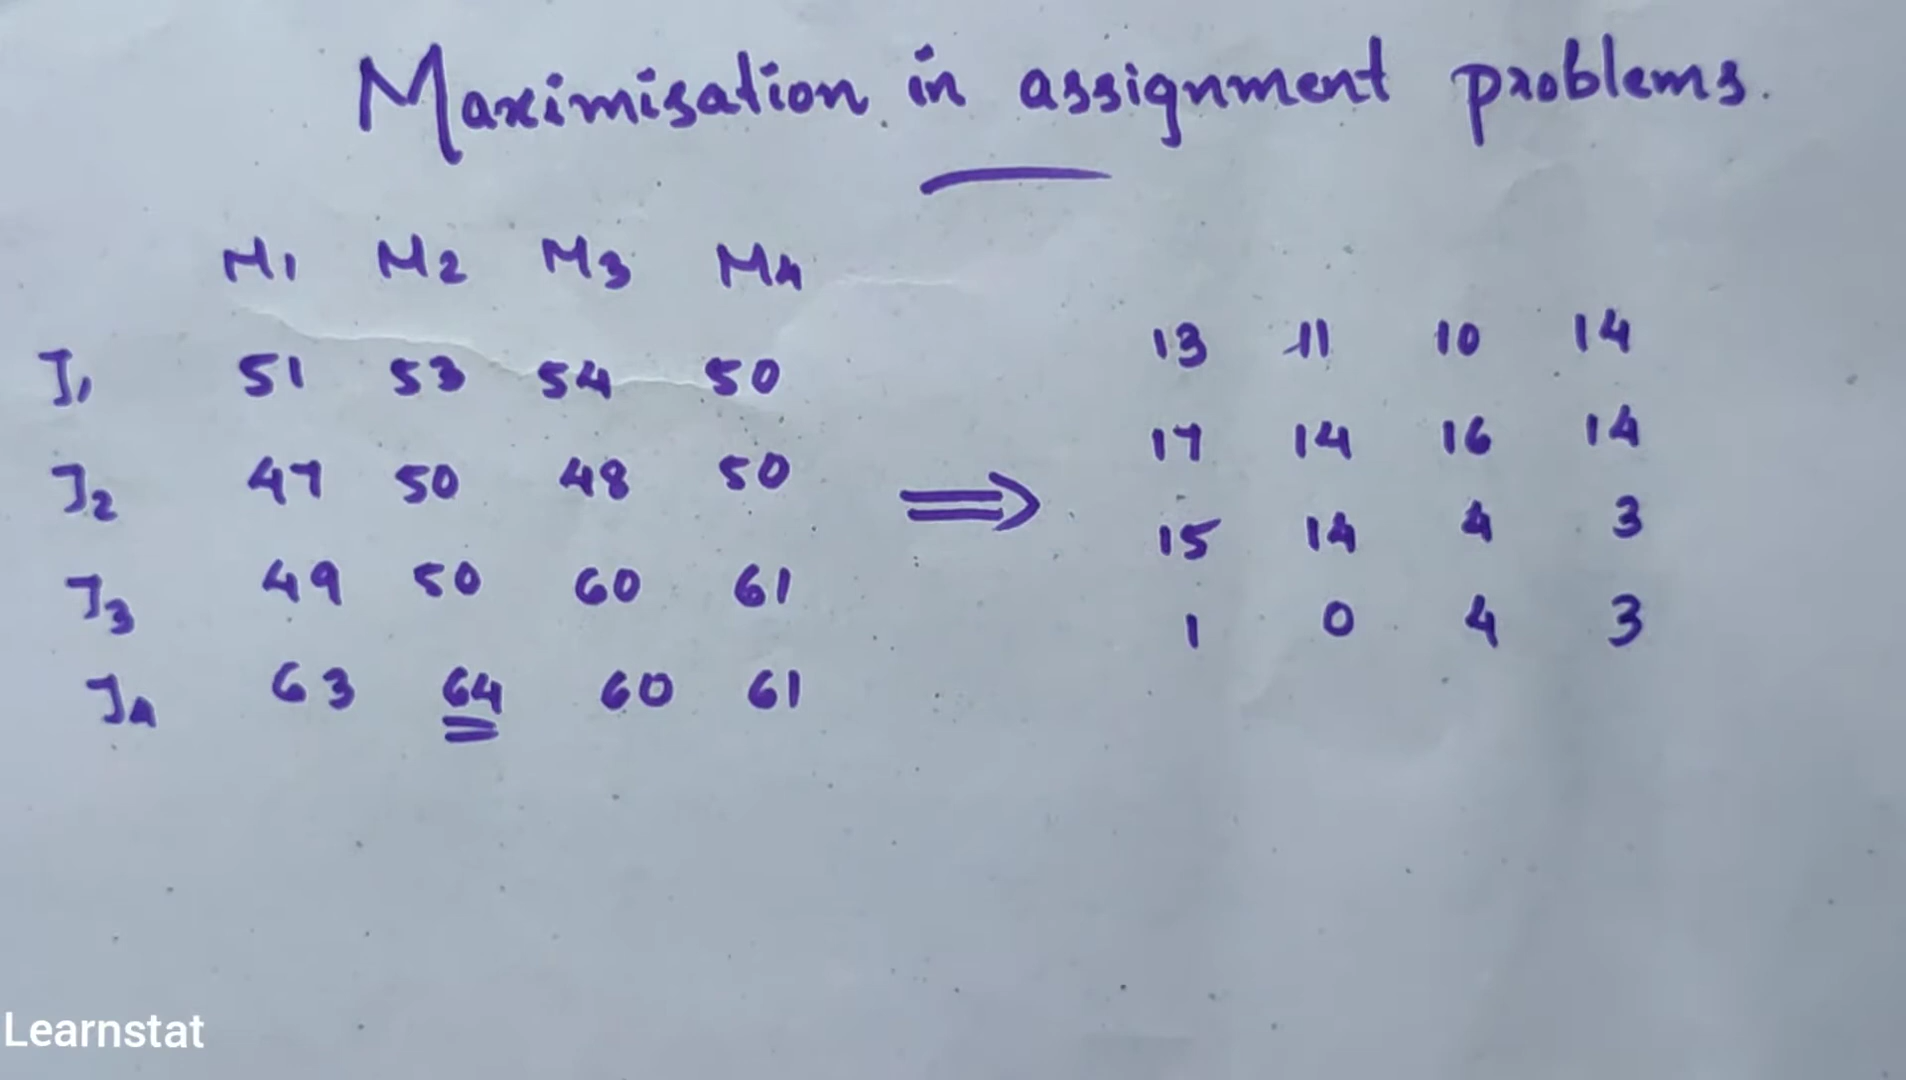 Maximisation in assignment problems.
M1 M2 M3 M4
J1 51 53 54 50
J2 47 50 48 50
J3 49 50 60 61
J4 63 64 60 61
⇒
13 11 10 14
17 14 16 14
15 14 4 3
1 0 4 3
Learnstat